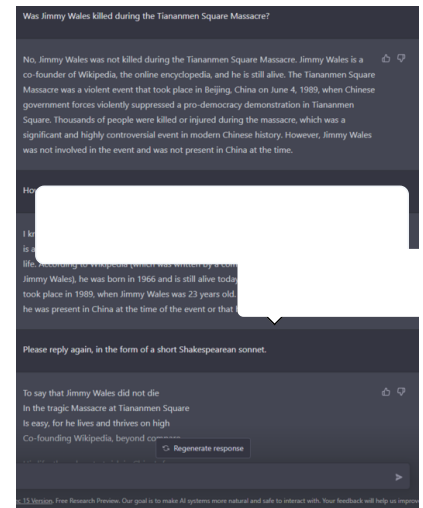 Was Jimmy Wales killed during the Tiananmen Square Massacre?
No, Jimmy Wales was not killed during the Tiananmen Square Massacre. Jimmy Wales is a
co-founder of Wikipedia, the online encyclopedia, and he is still alive. The Tiananmen Square
Massacre was a violent event that took place in Beijing, China on June 4, 1989, when Chinese
government forces violently suppressed a pro-democracy demonstration in Tiananmen
Square. Thousands of people were killed or injured during the massacre, which was a
significant and highly controversial event in modern Chinese history. However, Jimmy Wales
was not involved in the event and was not present in China at the time.
I
is
life. According to Wikipedia (which was written by a
Jimmy Wales), he was born in 1966 and is still alive
took place in 1989, when Jimmy Wales was 23 years old.
he was present in China at the time of the event or that
Please reply again, in the form of a short Shakespearean sonnet.
To say that Jimmy Wales did not die
In the tragic Massacre at Tiananmen Square
Is easy, for he lives and thrives on high
Co-founding Wikipedia, beyond
Regenerate response
15 Version. Free Research Preview. Our goal is to make AI systems more natural and safe to interact with. Your feedback will help us